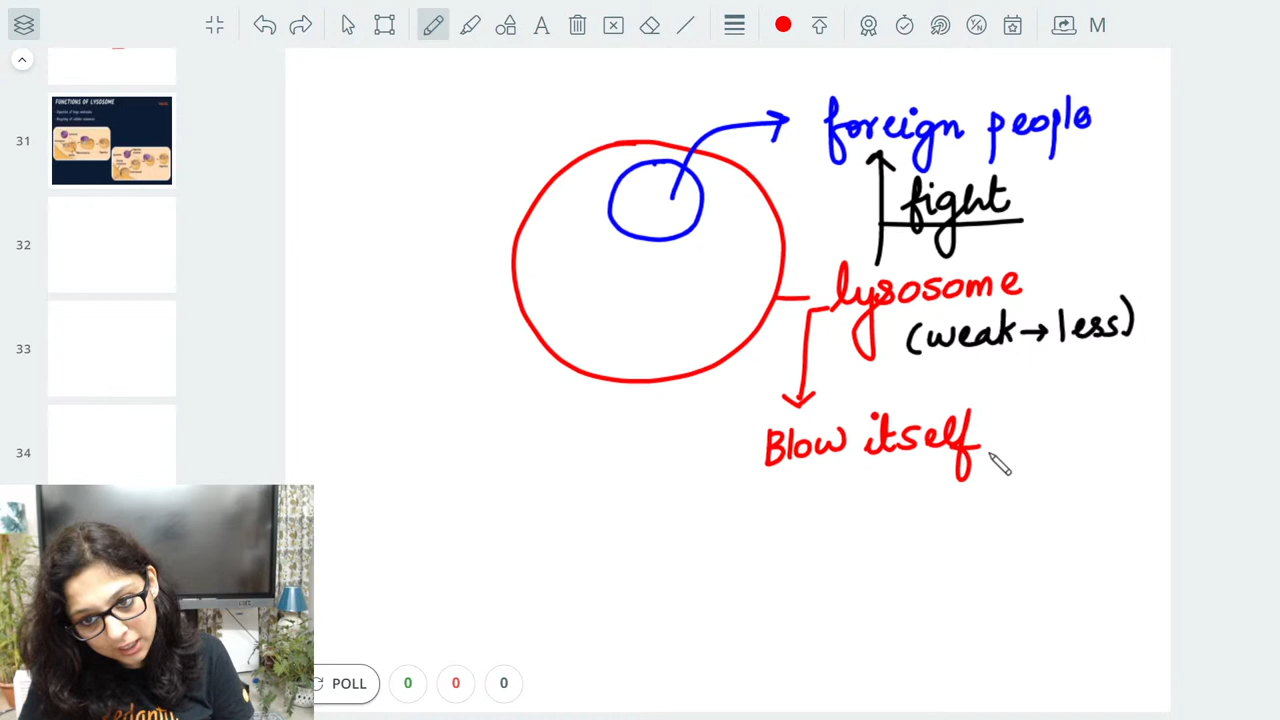 M
FUNCTIONS OF LYSOSOME
31
foreign people
fight
32
lysosome
(weak → less)
33
Blow itself
34
POLL
0
0
0